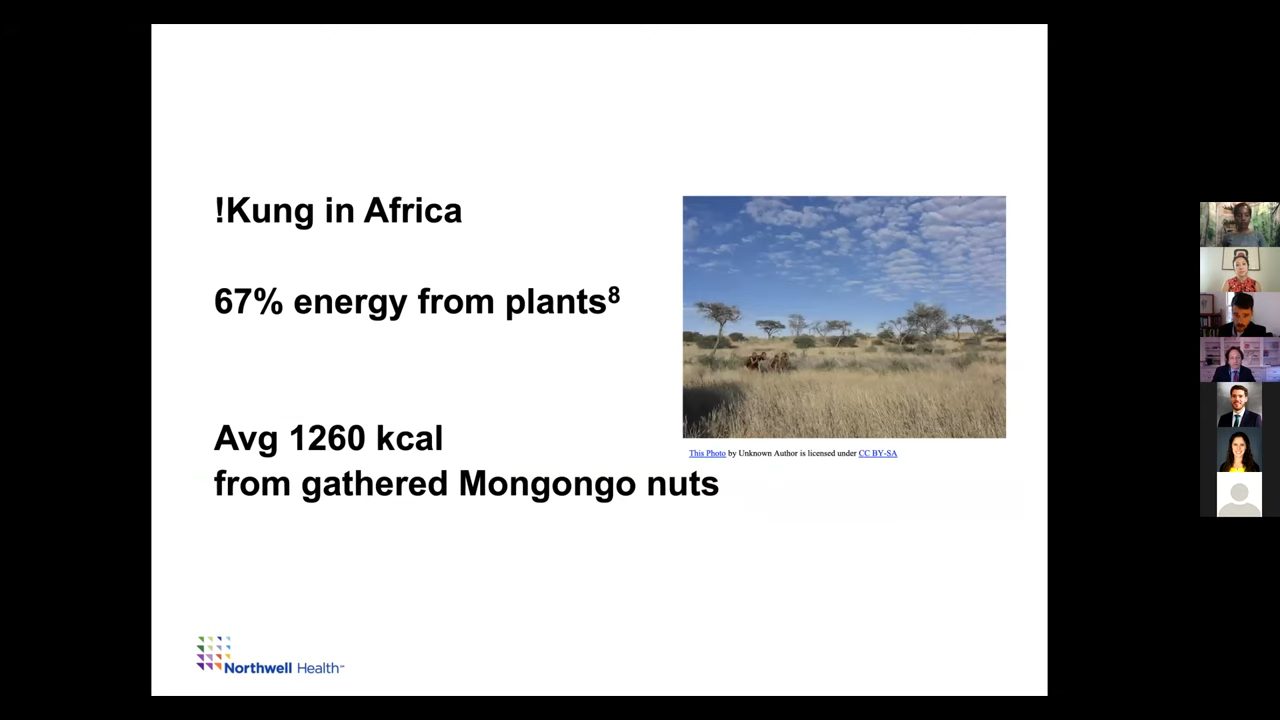 !Kung in Africa
67% energy from plants⁸
Avg 1260 kcal
from gathered Mongongo nuts
This Photo by Unknown Author is licensed under CC BY-SA
Northwell Health℠